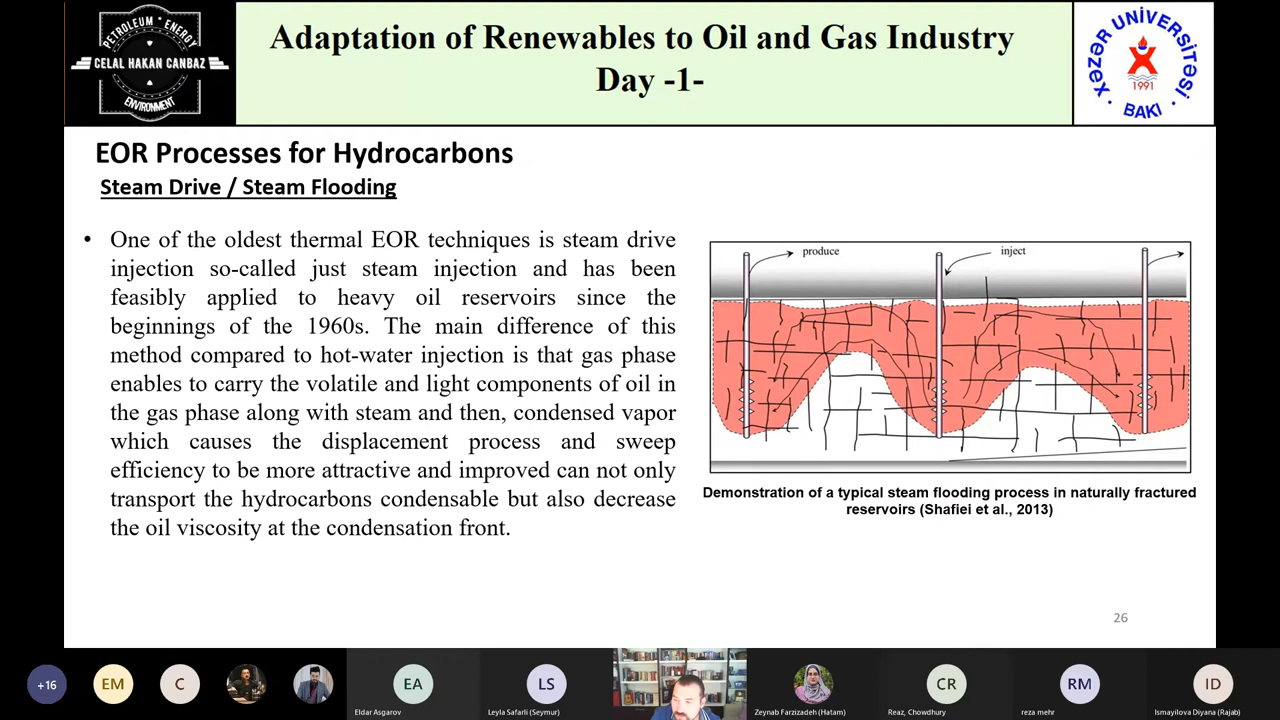 PETROLEUM * ENERGY
CELAL HAKAN CANBAZ
ENVIRONMENT
Adaptation of Renewables to Oil and Gas Industry
Day -1-
XƏZƏR UNİVERSİTƏSİ
1991
• BAKI •
EOR Processes for Hydrocarbons
Steam Drive / Steam Flooding
• One of the oldest thermal EOR techniques is steam drive
injection so-called just steam injection and has been
feasibly applied to heavy oil reservoirs since the
beginnings of the 1960s. The main difference of this
method compared to hot-water injection is that gas phase
enables to carry the volatile and light components of oil in
the gas phase along with steam and then, condensed vapor
which causes the displacement process and sweep
efficiency to be more attractive and improved can not only
transport the hydrocarbons condensable but also decrease
the oil viscosity at the condensation front.
produce
inject
Demonstration of a typical steam flooding process in naturally fractured
reservoirs (Shafiei et al., 2013)
26
+16
EM
C
EA
LS
CR
RM
ID
Eldar Asgarov
Leyla Safarli (Seymur)
Zeynab Farzizadeh (Hatam)
Reaz, Chowdhury
reza mehr
Ismayilova Diyana (Rajab)